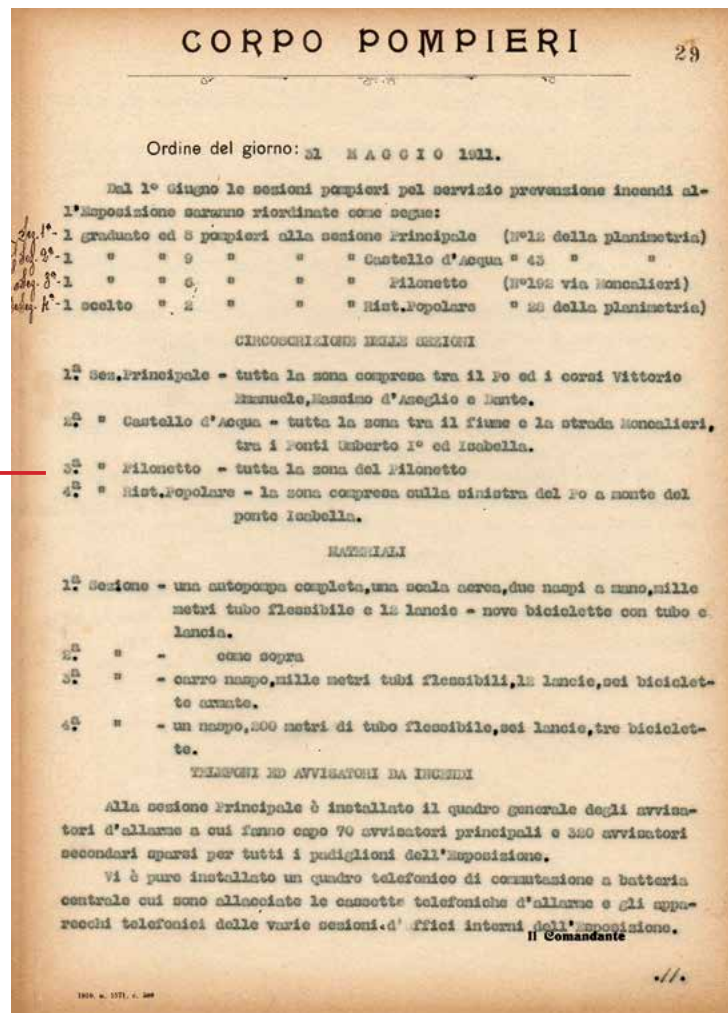 CORPO POMPIERI
29
Ordine del giorno: 31 MAGGIO 1911.
Dal 1° Giugno le sezioni pompieri pel servizio prevenzione incendi al-
l'Esposizione saranno riordinate come segue:
1ª - 1 graduato ed 8 pompieri alla sezione Principale (N°12 della planimetria)
2ª - 1 " " 9 " " " Castello d'Acqua " 43 " "
3ª - 1 " " 6 " " " Pilonetto (N°192 via Moncalieri)
4ª - 1 scelto " 2 " " " Rist.Popolare " 28 della planimetria)
CIRCOSCRIZIONE DELLE SEZIONI
1ª Sez.Principale - tutta la zona compresa tra il Po ed i corsi Vittorio
Emanuele,Massimo d'Azeglio e Dante.
2ª " Castello d'Acqua - tutta la zona tra il fiume e la strada Moncalieri,
tra i Ponti Umberto I° ed Isabella.
3ª " Pilonetto - tutta la zona del Pilonetto
4ª " Rist.Popolare - la zona compresa sulla sinistra del Po a monte del
ponte Isabella.
MATERIALI
1ª Sezione - una autopompa completa,una scala aerea,due naspi a mano,mille
metri tubo flessibile e 12 lancie - nove biciclette con tubo e
lancia.
2ª " - come sopra
3ª " - carro naspo,mille metri tubi flessibili,12 lancie,sei biciclet-
te armate.
4ª " - un naspo,200 metri di tubo flessibile,sei lancie,tre biciclet-
te.
TELEFONI ED AVVISATORI DA INCENDI
Alla sezione Principale è installato il quadro generale degli avvisa-
tori d'allarme a cui fanno capo 70 avvisatori principali e 320 avvisatori
secondari sparsi per tutti i padiglioni dell'Esposizione.
Vi è pure installato un quadro telefonico di commutazione a batteria
centrale cui sono allacciate le cassette telefoniche d'allarme e gli appa-
recchi telefonici delle varie sezioni.d' ffici interni dell'Esposizione.
Il Comandante
.//.